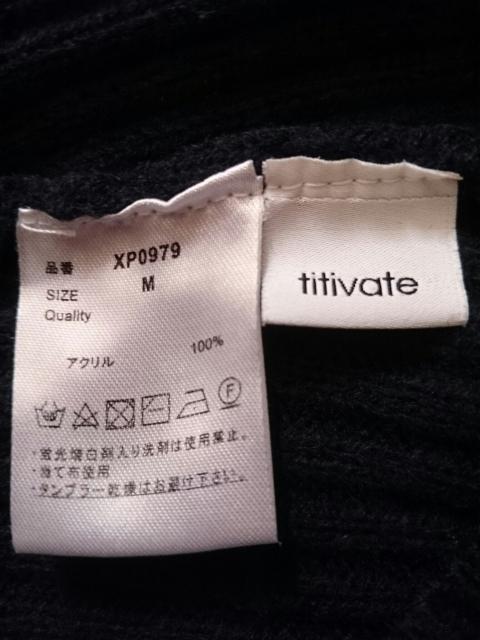 品番 XP0979
SIZE M
Quality
アクリル 100%
F
・蛍光増白剤入り洗剤は使用禁止。
・当て布使用
・タンブラー乾燥はお避け下さい。
titivate